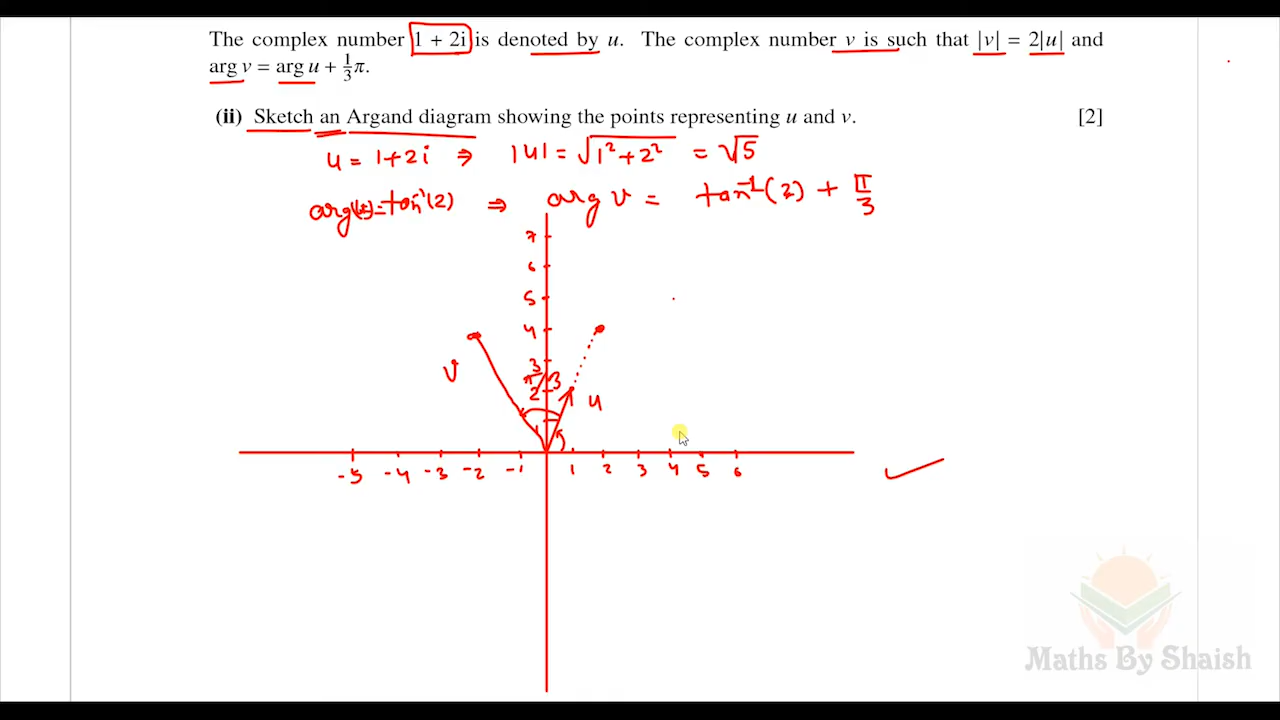 The complex number 1 + 2i is denoted by u. The complex number v is such that |v| = 2|u| and
arg v = arg u + 1/3 π.
(ii) Sketch an Argand diagram showing the points representing u and v. [2]
u = 1+2i ⇒ |u| = √1²+2² = √5
tan⁻¹(2) ⇒ arg v = tan⁻¹(2) + π/3
7
6
5
4
3
v
π/3
2
u
1
-5 -4 -3 -2 -1 1 2 3 4 5 6
Maths By Shaish